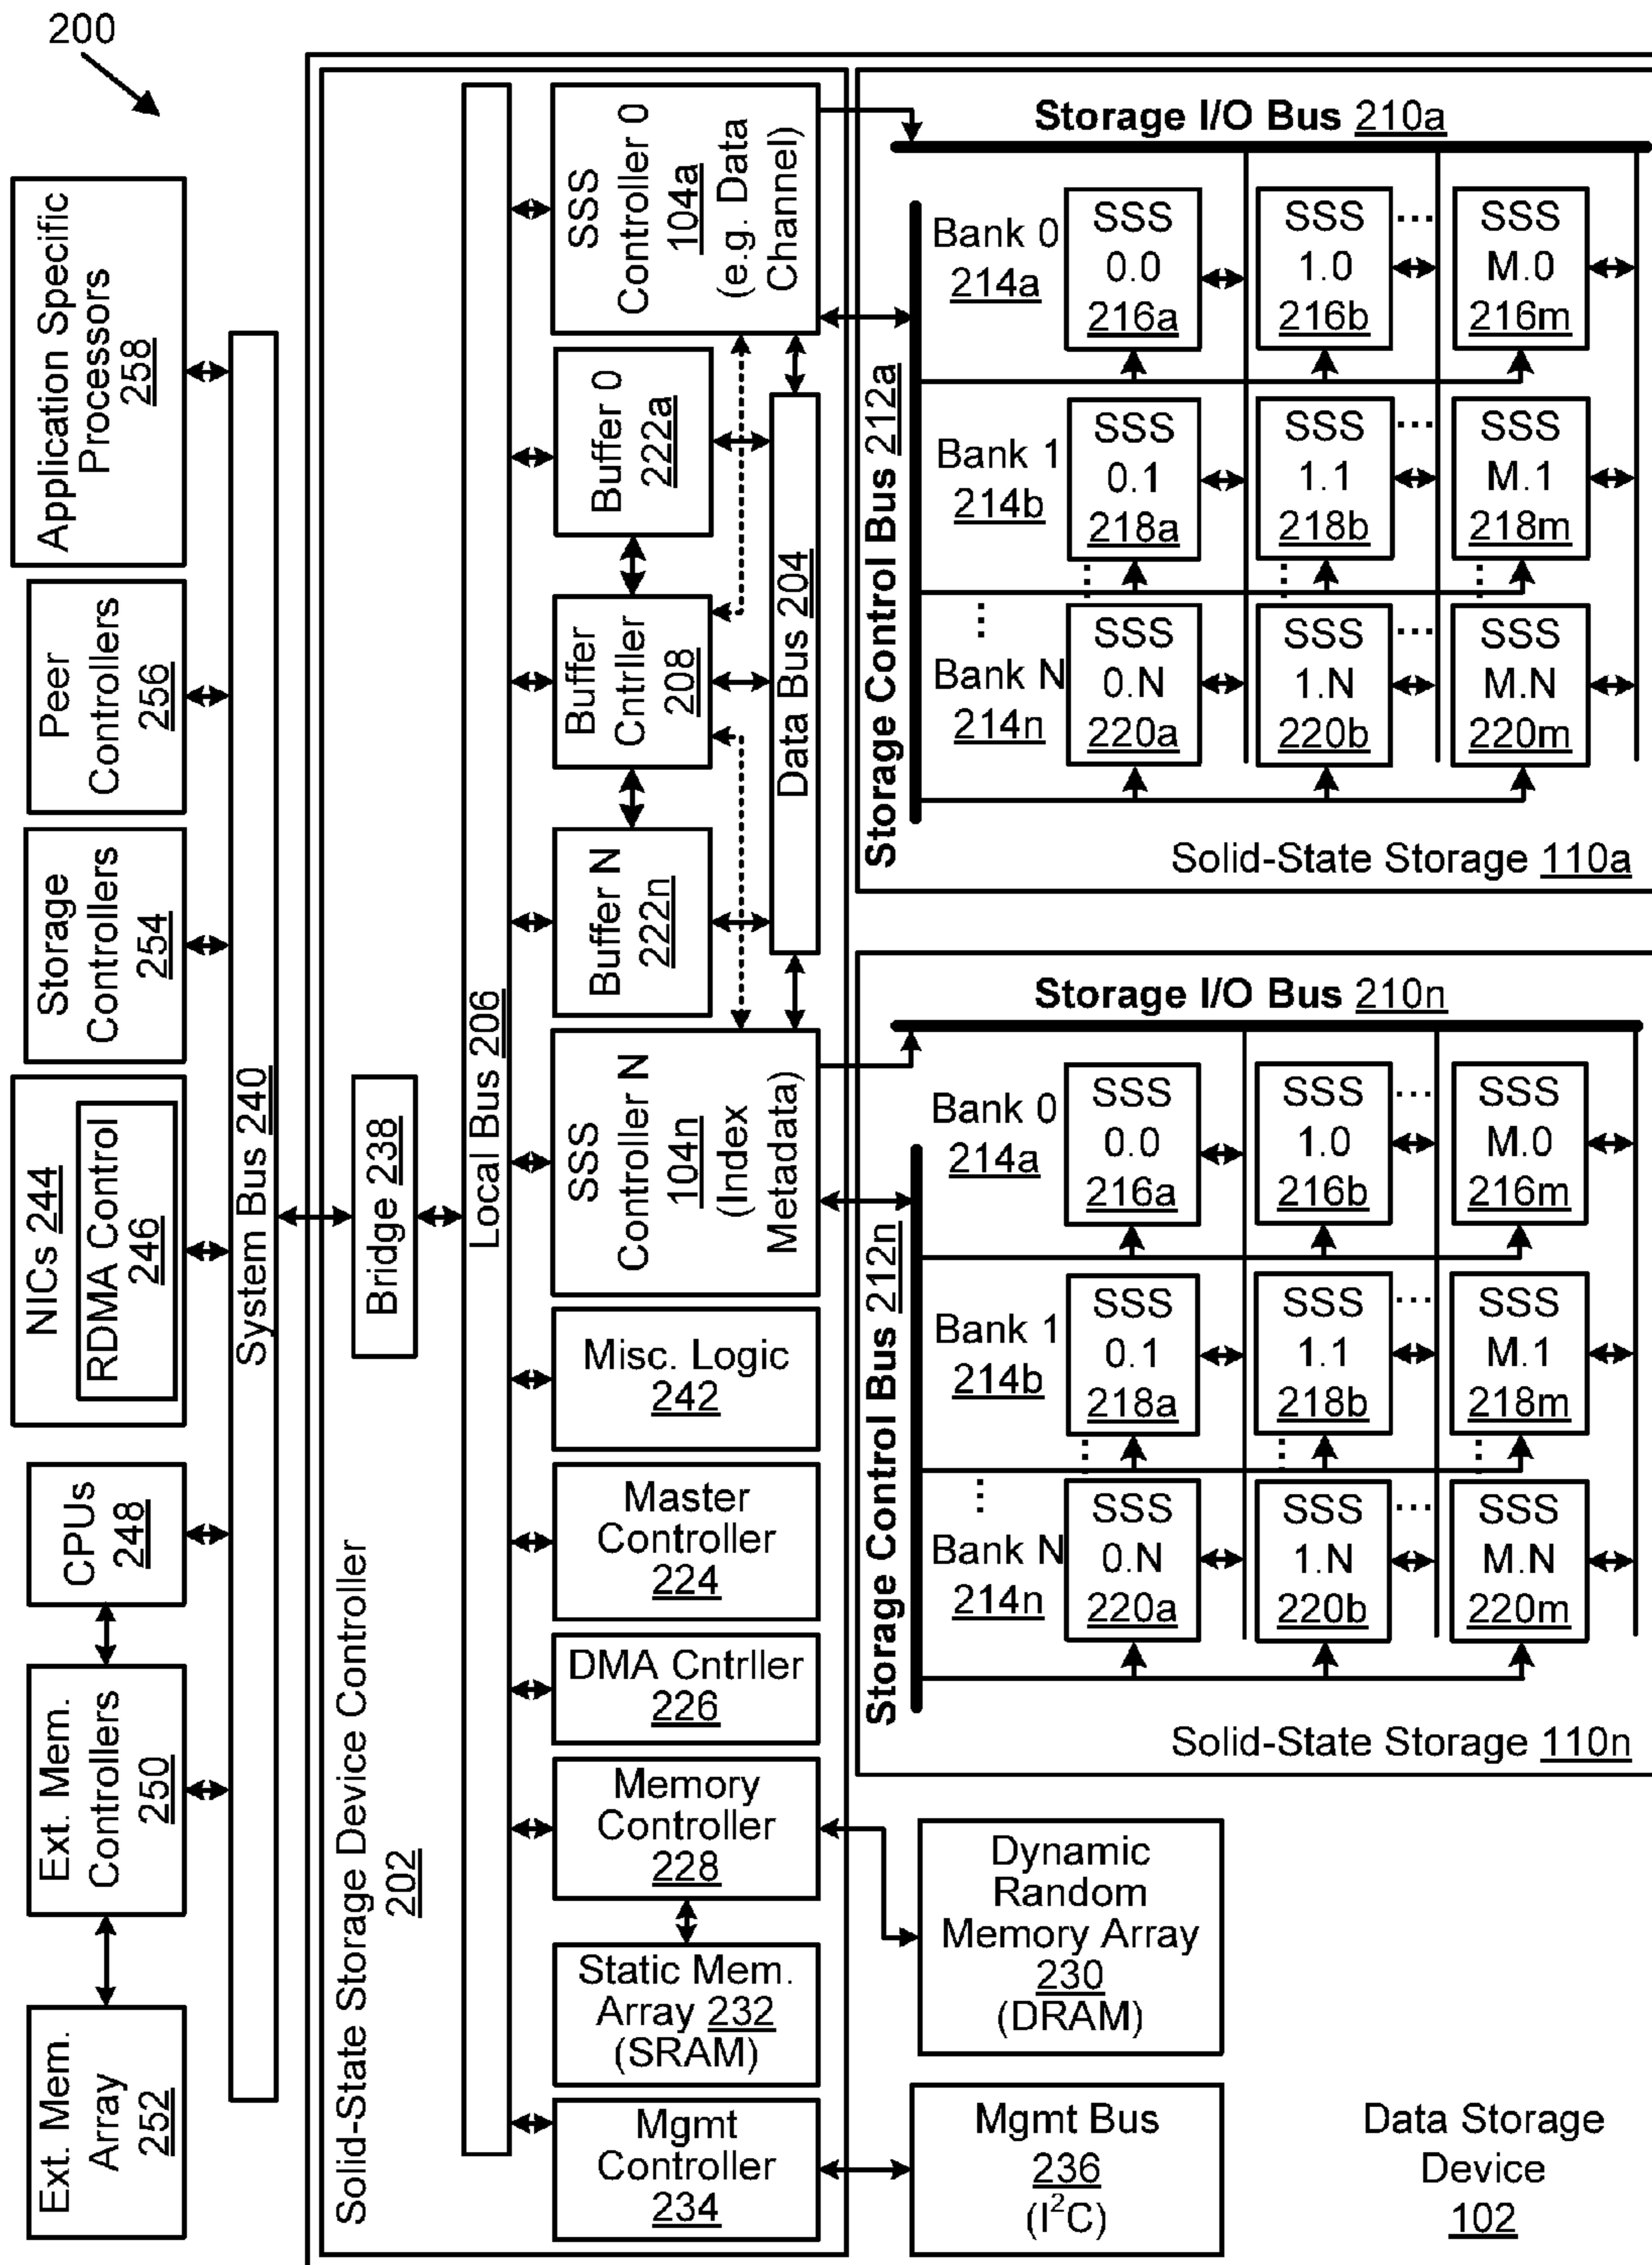 200
Application Specific
Processors
258
Peer
Controllers
256
Storage
Controllers
254
NICs 244
RDMA Control
246
CPUs
248
Ext. Mem.
Controllers
250
Ext. Mem.
Array
252
System Bus 240
Solid-State Storage Device Controller
202
Bridge 238
Local Bus 206
SSS
Controller 0
104a
(e.g. Data
Channel)
Buffer 0
222a
Buffer
Cntrller
208
Buffer N
222n
Data Bus 204
SSS
Controller N
104n
(Index
Metadata)
Misc. Logic
242
Master
Controller
224
DMA Cntrller
226
Memory
Controller
228
Static Mem.
Array 232
(SRAM)
Mgmt
Controller
234
Storage I/O Bus 210a
Storage Control Bus 212a
Bank 0
214a
SSS
0.0
216a
SSS
1.0
216b
...
SSS
M.0
216m
Bank 1
214b
SSS
0.1
218a
SSS
1.1
218b
...
SSS
M.1
218m
...
...
...
...
Bank N
214n
SSS
0.N
220a
SSS
1.N
220b
...
SSS
M.N
220m
Solid-State Storage 110a
Storage I/O Bus 210n
Storage Control Bus 212n
Bank 0
214a
SSS
0.0
216a
SSS
1.0
216b
...
SSS
M.0
216m
Bank 1
214b
SSS
0.1
218a
SSS
1.1
218b
...
SSS
M.1
218m
...
...
...
...
Bank N
214n
SSS
0.N
220a
SSS
1.N
220b
...
SSS
M.N
220m
Solid-State Storage 110n
Dynamic
Random
Memory Array
230
(DRAM)
Mgmt Bus
236
(I²C)
Data Storage
Device
102